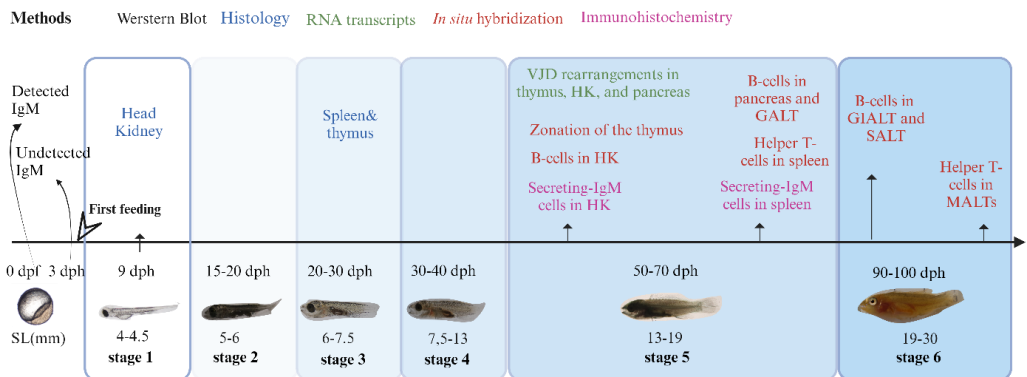 Methods Werstern Blot Histology RNA transcripts In situ hybridization Immunohistochemistry
Detected
IgM
Undetected
IgM
First feeding
Head
Kidney
Spleen&
thymus
VJD rearrangements in
thymus, HK, and pancreas
Zonation of the thymus
B-cells in HK
Secreting-IgM
cells in HK
B-cells in
pancreas and
GALT
Helper T-
cells in spleen
Secreting-IgM
cells in spleen
B-cells in
GIALT and
SALT
Helper T-
cells in
MALTs
0 dpf 3 dph 9 dph 15-20 dph 20-30 dph 30-40 dph 50-70 dph 90-100 dph
SL(mm) 4-4.5 5-6 6-7.5 7,5-13 13-19 19-30
stage 1 stage 2 stage 3 stage 4 stage 5 stage 6